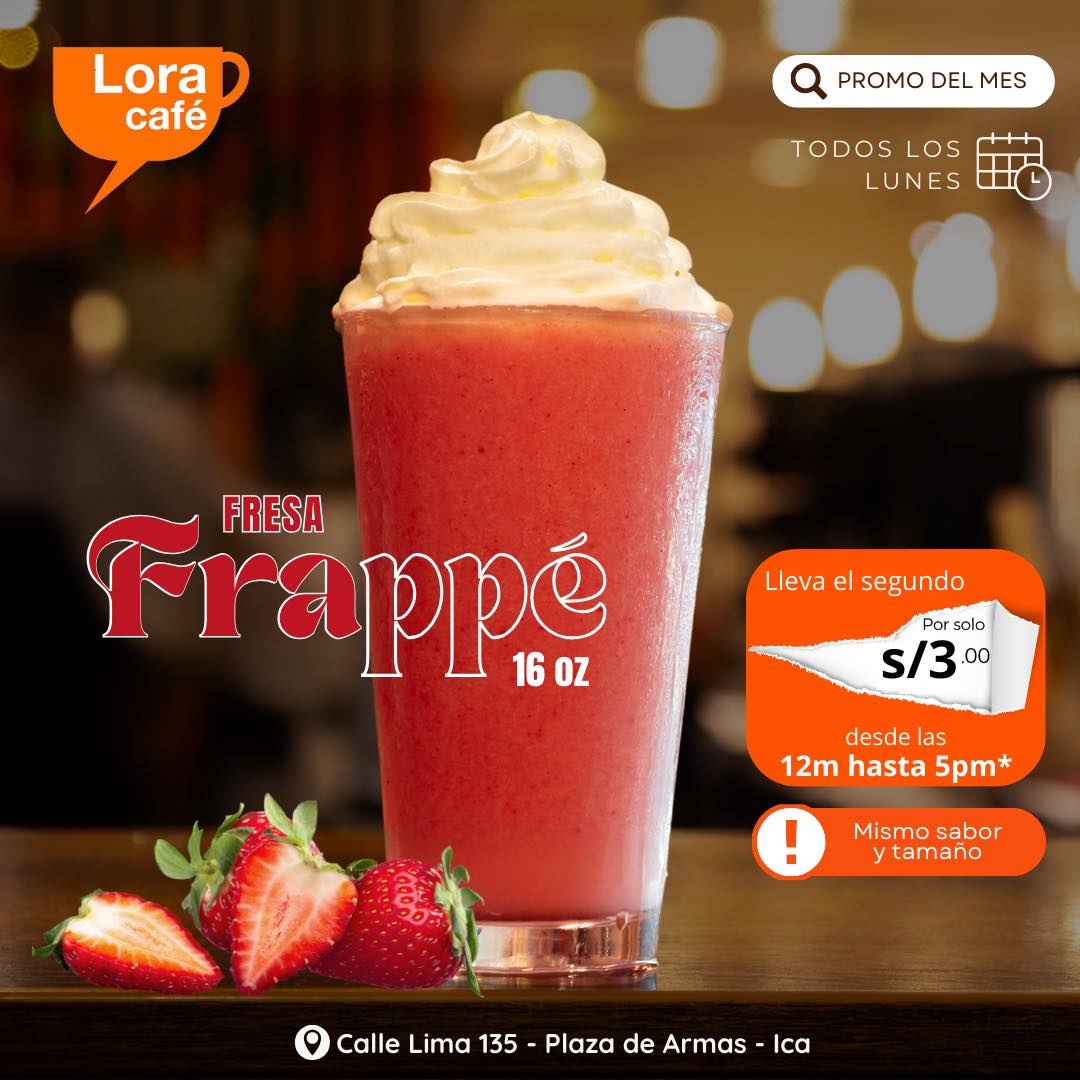 Lora
café
PROMO DEL MES
TODOS LOS
LUNES
FRESA
Frappé
16 oz
Lleva el segundo
Por solo
s/3.00
desde las
12m hasta 5pm*
!
Mismo sabor
y tamaño
Calle Lima 135 - Plaza de Armas - Ica